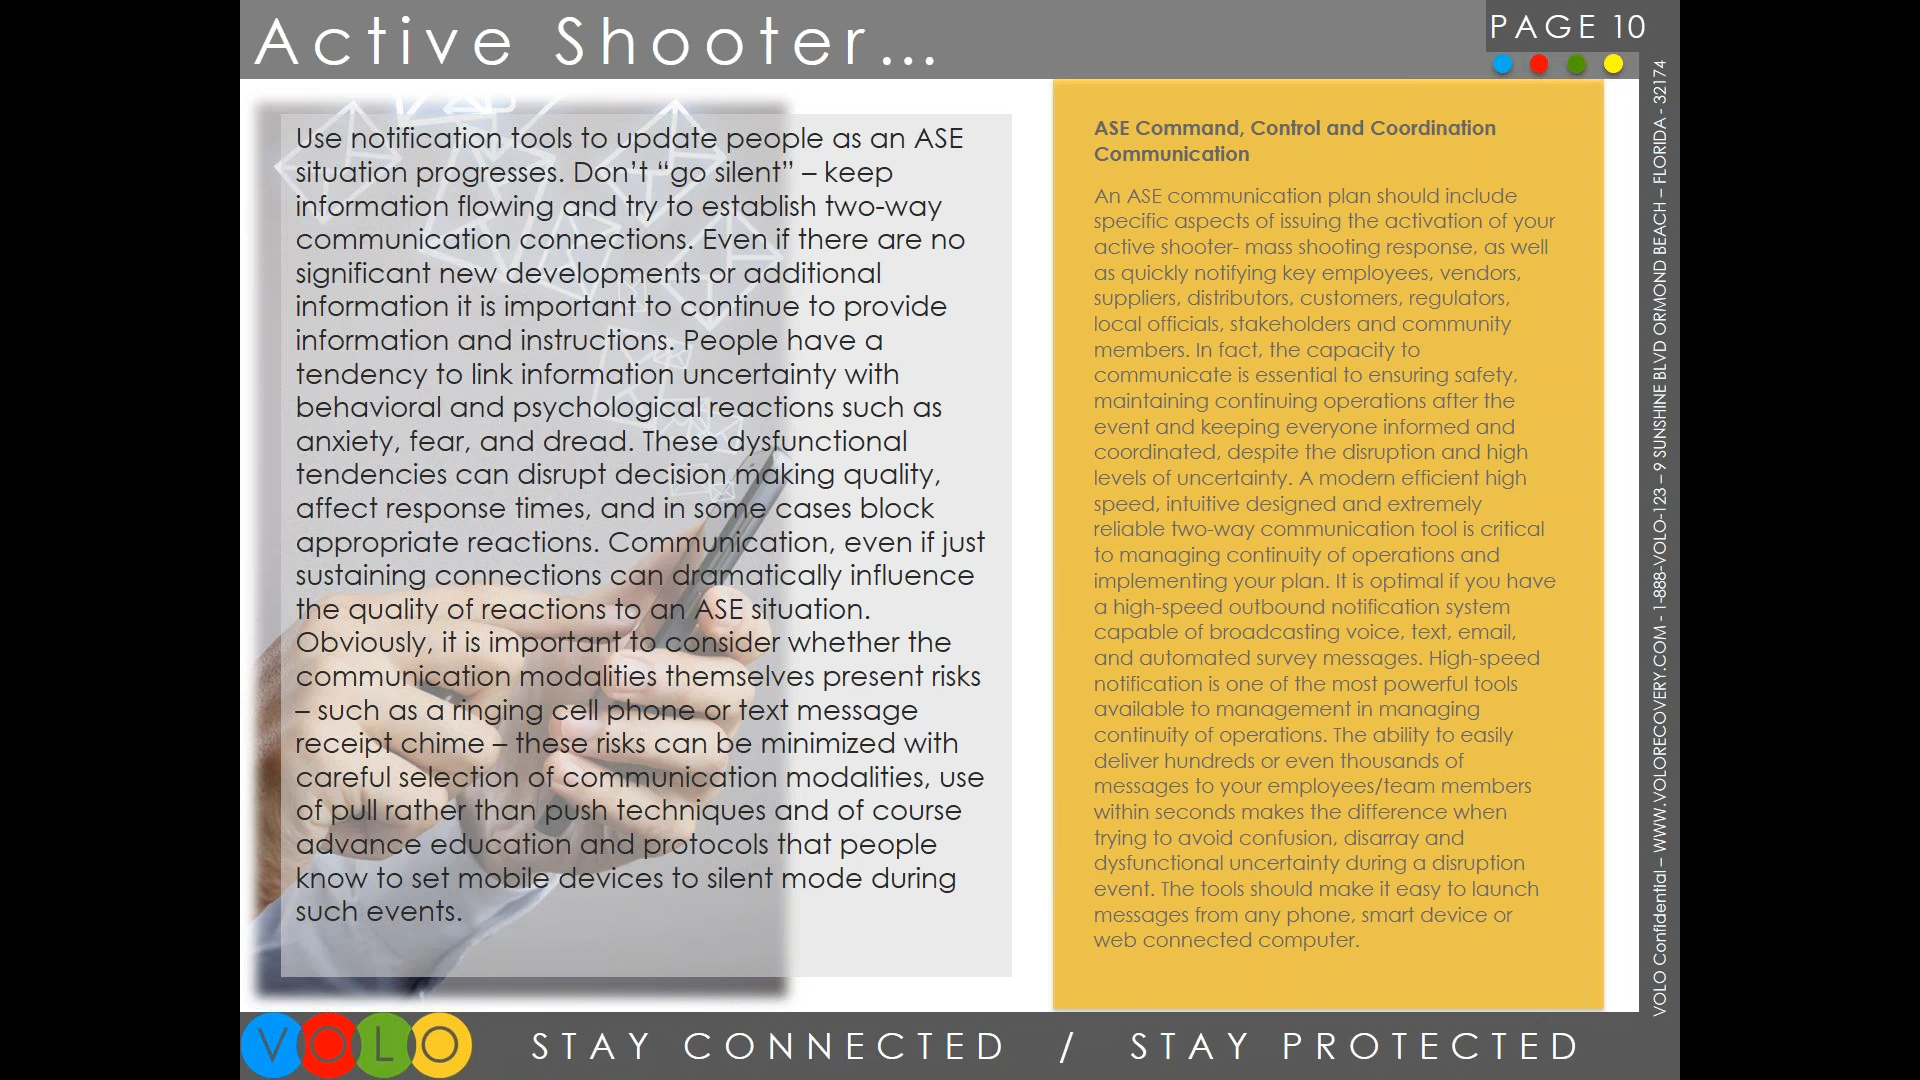 Active Shooter...
PAGE 10
Use notification tools to update people as an ASE
situation progresses. Don’t “go silent” – keep
information flowing and try to establish two-way
communication connections. Even if there are no
significant new developments or additional
information it is important to continue to provide
information and instructions. People have a
tendency to link information uncertainty with
behavioral and psychological reactions such as
anxiety, fear, and dread. These dysfunctional
tendencies can disrupt decision making quality,
affect response times, and in some cases block
appropriate reactions. Communication, even if just
sustaining connections can dramatically influence
the quality of reactions to an ASE situation.
Obviously, it is important to consider whether the
communication modalities themselves present risks
– such as a ringing cell phone or text message
receipt chime – these risks can be minimized with
careful selection of communication modalities, use
of pull rather than push techniques and of course
advance education and protocols that people
know to set mobile devices to silent mode during
such events.
ASE Command, Control and Coordination
Communication
An ASE communication plan should include
specific aspects of issuing the activation of your
active shooter- mass shooting response, as well
as quickly notifying key employees, vendors,
suppliers, distributors, customers, regulators,
local officials, stakeholders and community
members. In fact, the capacity to
communicate is essential to ensuring safety,
maintaining continuing operations after the
event and keeping everyone informed and
coordinated, despite the disruption and high
levels of uncertainty. A modern efficient high
speed, intuitive designed and extremely
reliable two-way communication tool is critical
to managing continuity of operations and
implementing your plan. It is optimal if you have
a high-speed outbound notification system
capable of broadcasting voice, text, email,
and automated survey messages. High-speed
notification is one of the most powerful tools
available to management in managing
continuity of operations. The ability to easily
deliver hundreds or even thousands of
messages to your employees/team members
within seconds makes the difference when
trying to avoid confusion, disarray and
dysfunctional uncertainty during a disruption
event. The tools should make it easy to launch
messages from any phone, smart device or
web connected computer.
VOLO Confidential – WWW.VOLORECOVERY.COM - 1-888-VOLO-123 – 9 SUNSHINE BLVD ORMOND BEACH – FLORIDA - 32174
VOLO
STAY CONNECTED / STAY PROTECTED